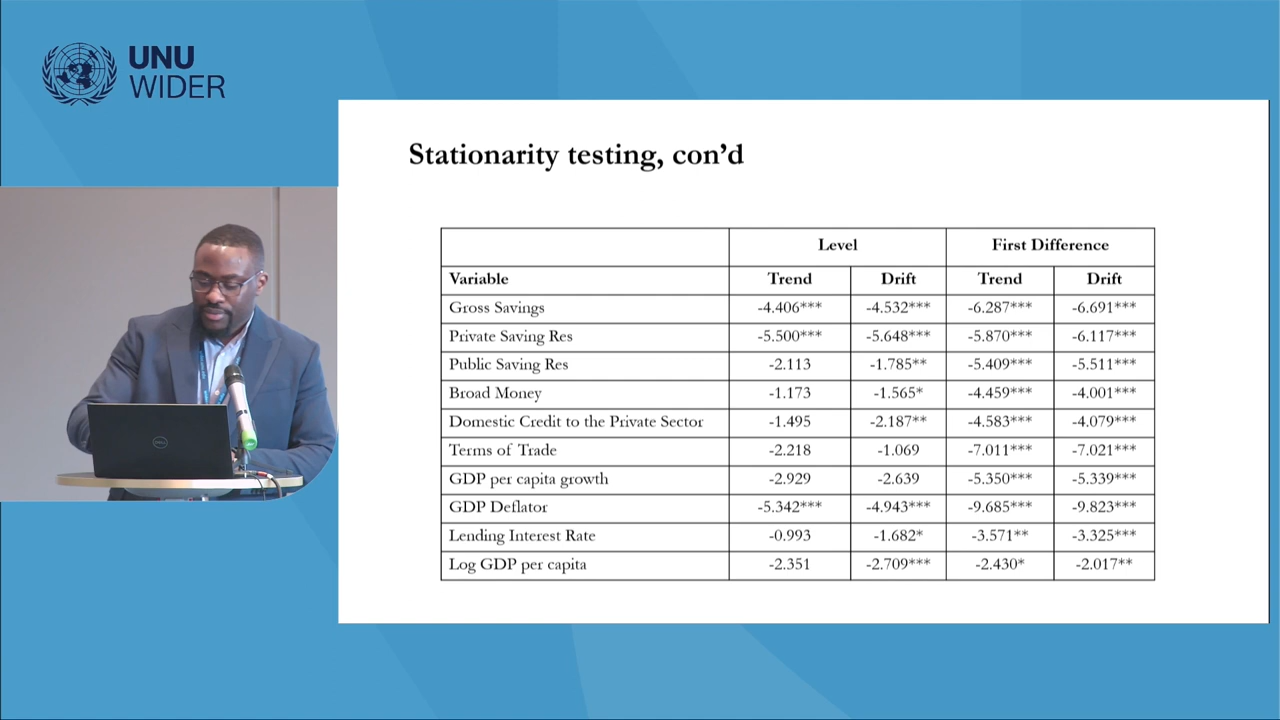 UNU
WIDER
Stationarity testing, con’d
Level First Difference
Variable Trend Drift Trend Drift
Gross Savings -4.406*** -4.532*** -6.287*** -6.691***
Private Saving Res -5.500*** -5.648*** -5.870*** -6.117***
Public Saving Res -2.113 -1.785** -5.409*** -5.511***
Broad Money -1.173 -1.565* -4.459*** -4.001***
Domestic Credit to the Private Sector -1.495 -2.187** -4.583*** -4.079***
Terms of Trade -2.218 -1.069 -7.011*** -7.021***
GDP per capita growth -2.929 -2.639 -5.350*** -5.339***
GDP Deflator -5.342*** -4.943*** -9.685*** -9.823***
Lending Interest Rate -0.993 -1.682* -3.571** -3.325***
Log GDP per capita -2.351 -2.709*** -2.430* -2.017**
DELL